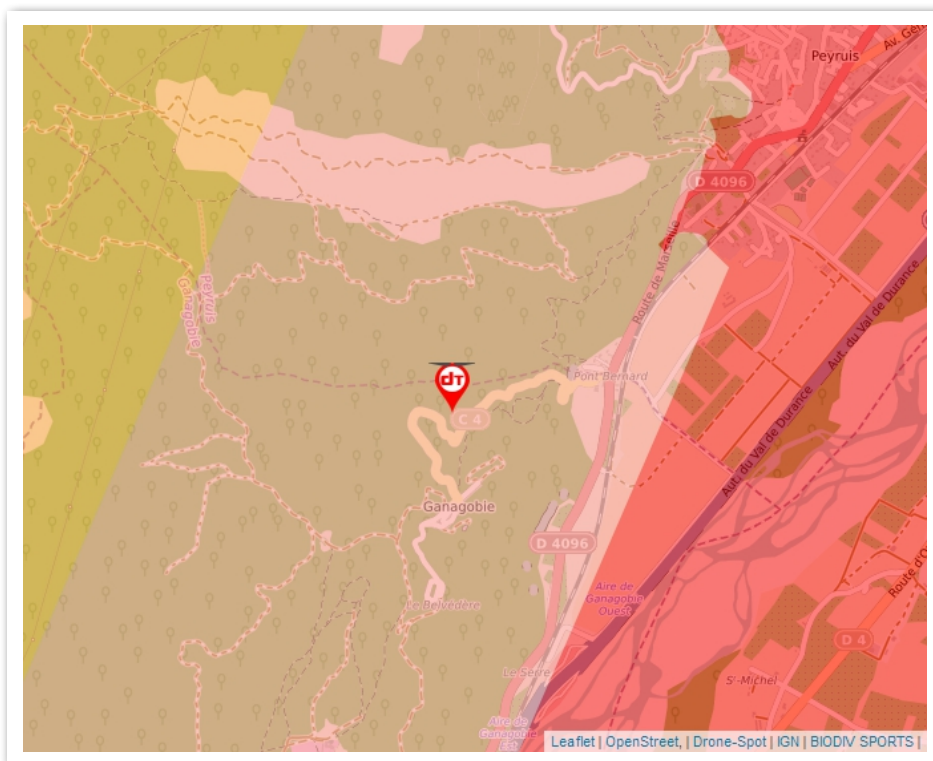 Peyruis
Av. Gén
D 4096
Route de Marseille
Peyruis
Ganagobie
Aut. du Val de Durance
Pont Bernard
dT
C 4
Aut. du Val de Durance
Ganagobie
D 4096
Aire de
Ganagobie
Ouest
Route d'O
Le Belvédère
D 4
Le Serre
St-Michel
Aire de
Ganagobie
Est
Leaflet | OpenStreet, | Drone-Spot | IGN | BIODIV SPORTS |